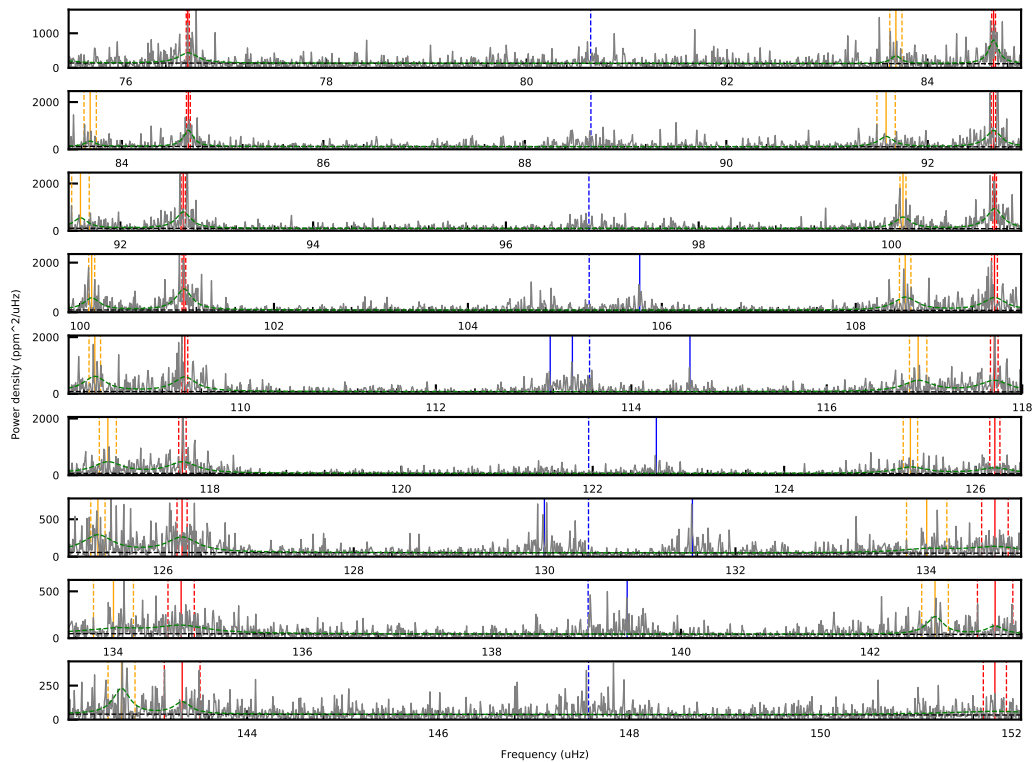 1000
0
76 78 80 82 84
2000
0
84 86 88 90 92
2000
0
92 94 96 98 100
2000
0
100 102 104 106 108
2000
0
110 112 114 116 118
2000
0
118 120 122 124 126
500
0
126 128 130 132 134
500
0
134 136 138 140 142
250
0
144 146 148 150 152
Power density (ppm^2/uHz)
Frequency (uHz)